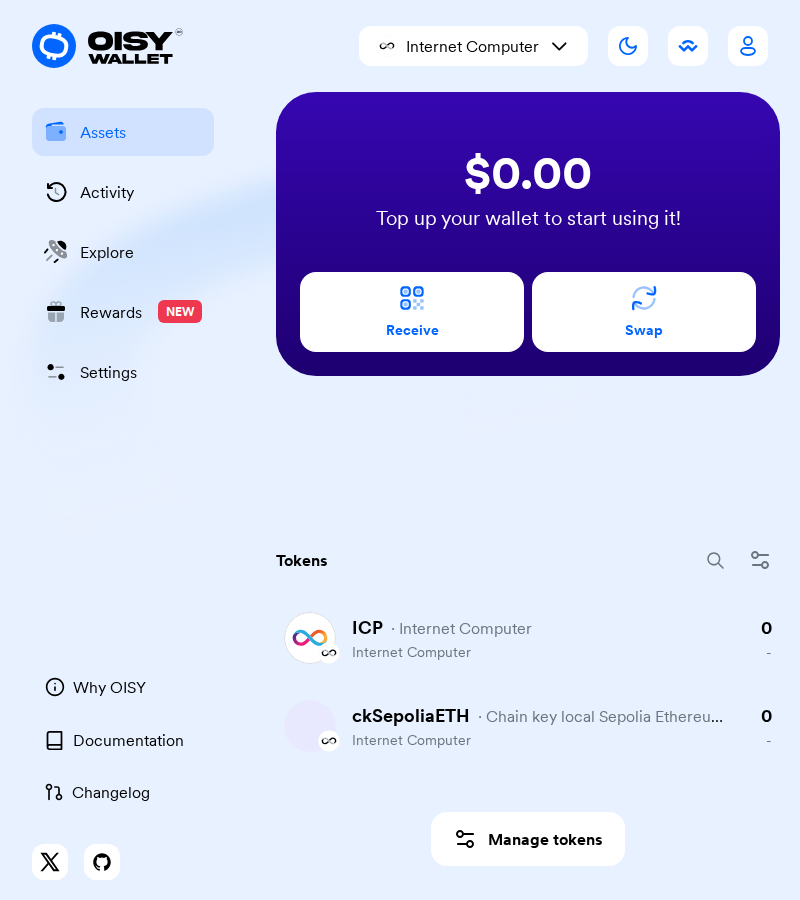 OISY
WALLET
Internet Computer
Assets
Activity
Explore
Rewards NEW
Settings
$0.00
Top up your wallet to start using it!
Receive
Swap
Tokens
ICP · Internet Computer 0
Internet Computer -
ckSepoliaETH · Chain key local Sepolia Ethereu... 0
Internet Computer -
Manage tokens
Why OISY
Documentation
Changelog